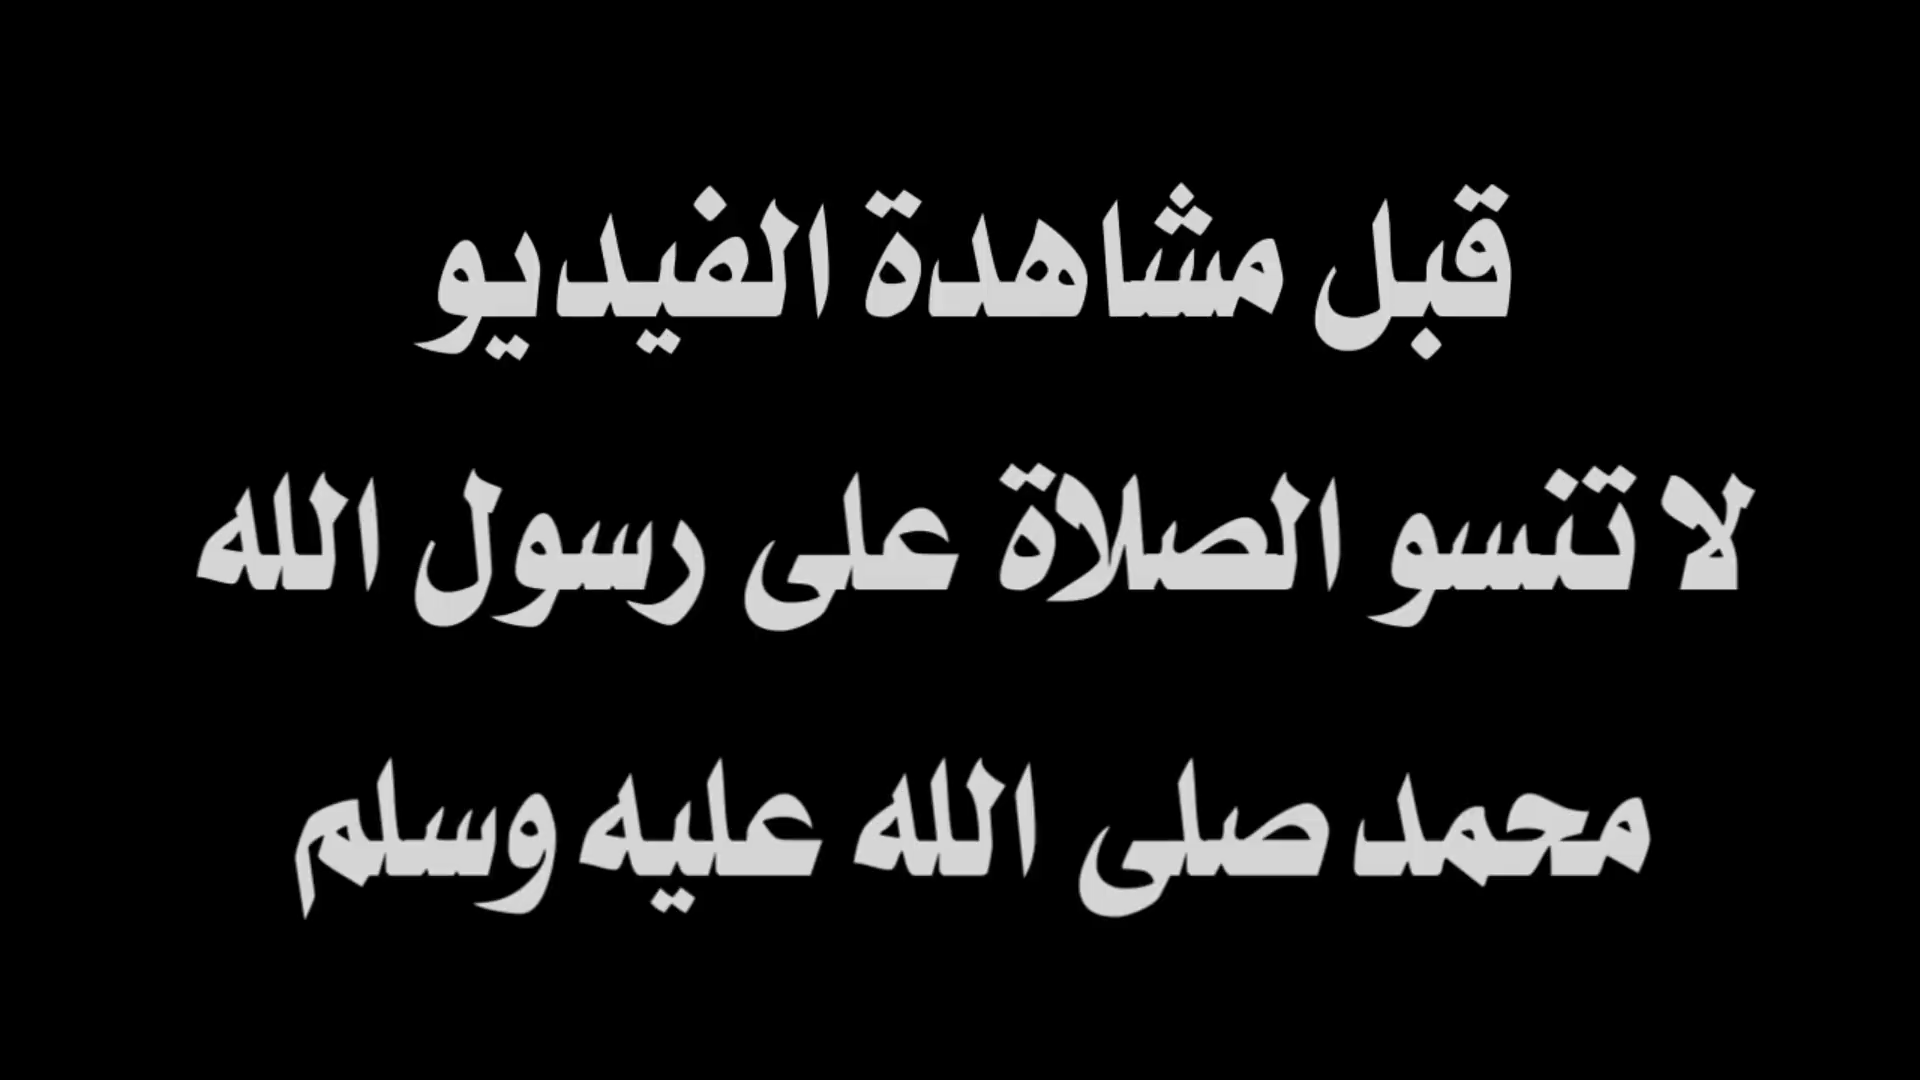 قبل مشاهدة الفيديو
لا تنسو الصلاة على رسول الله
محمد صلى الله عليه وسلم